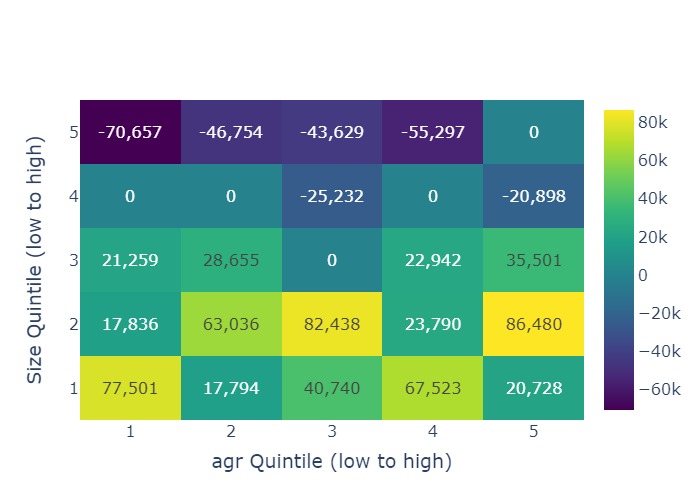 5 -70,657 -46,754 -43,629 -55,297 0
4 0 0 -25,232 0 -20,898
3 21,259 28,655 0 22,942 35,501
2 17,836 63,036 82,438 23,790 86,480
1 77,501 17,794 40,740 67,523 20,728
1 2 3 4 5
agr Quintile (low to high)
Size Quintile (low to high)
80k
60k
40k
20k
0
−20k
−40k
−60k